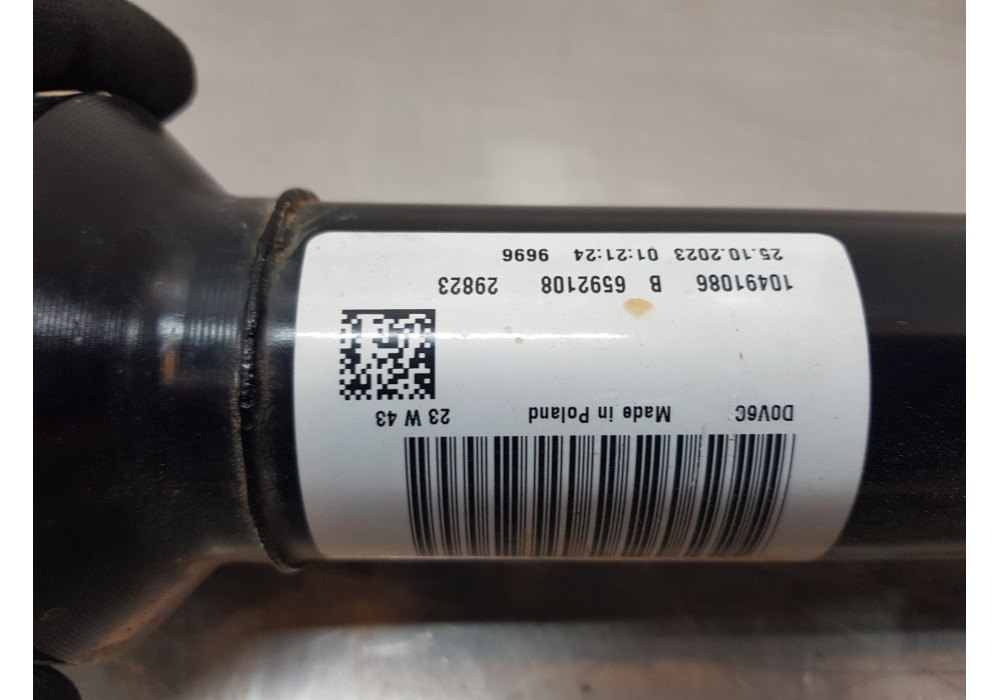 D0V6C Made in Poland 23 W 43
10491086 B 6592108 29823
25.10.2023 01:21:24 9696